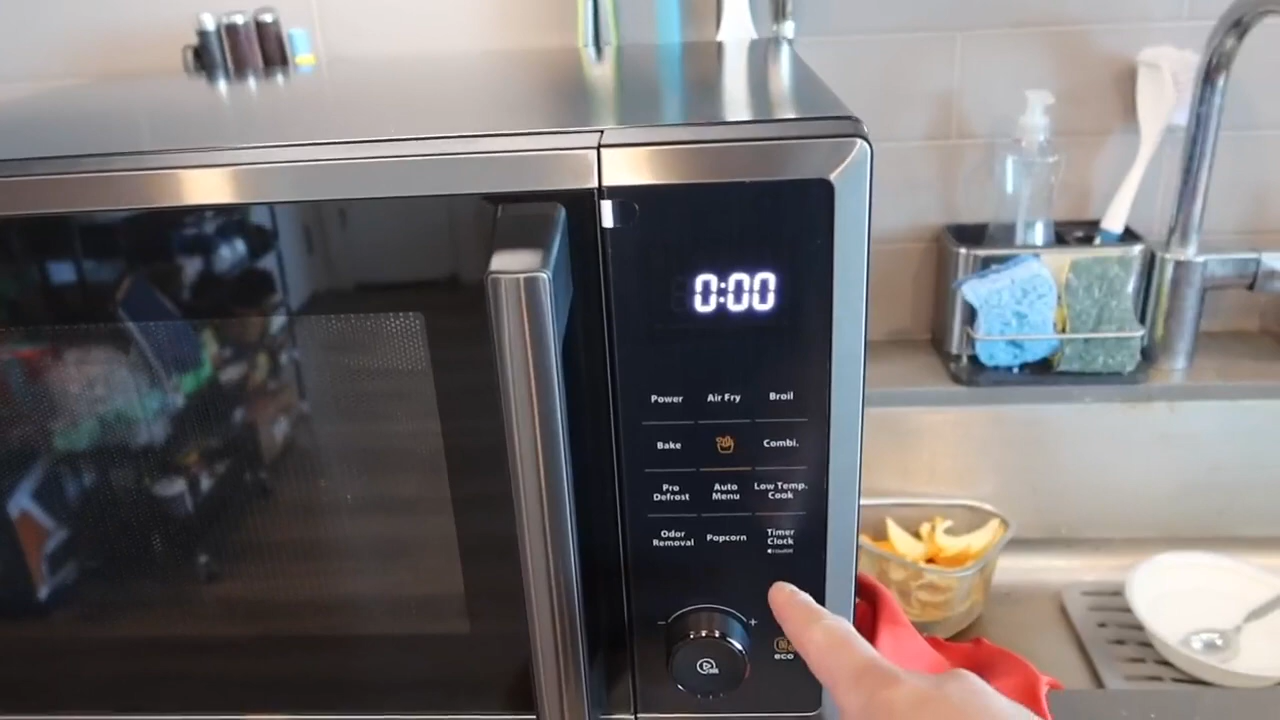 0:00
Power Air Fry Broil
Bake Combi.
Pro Defrost Auto Menu Low Temp. Cook
Odor Removal Popcorn Timer Clock
- +
eco